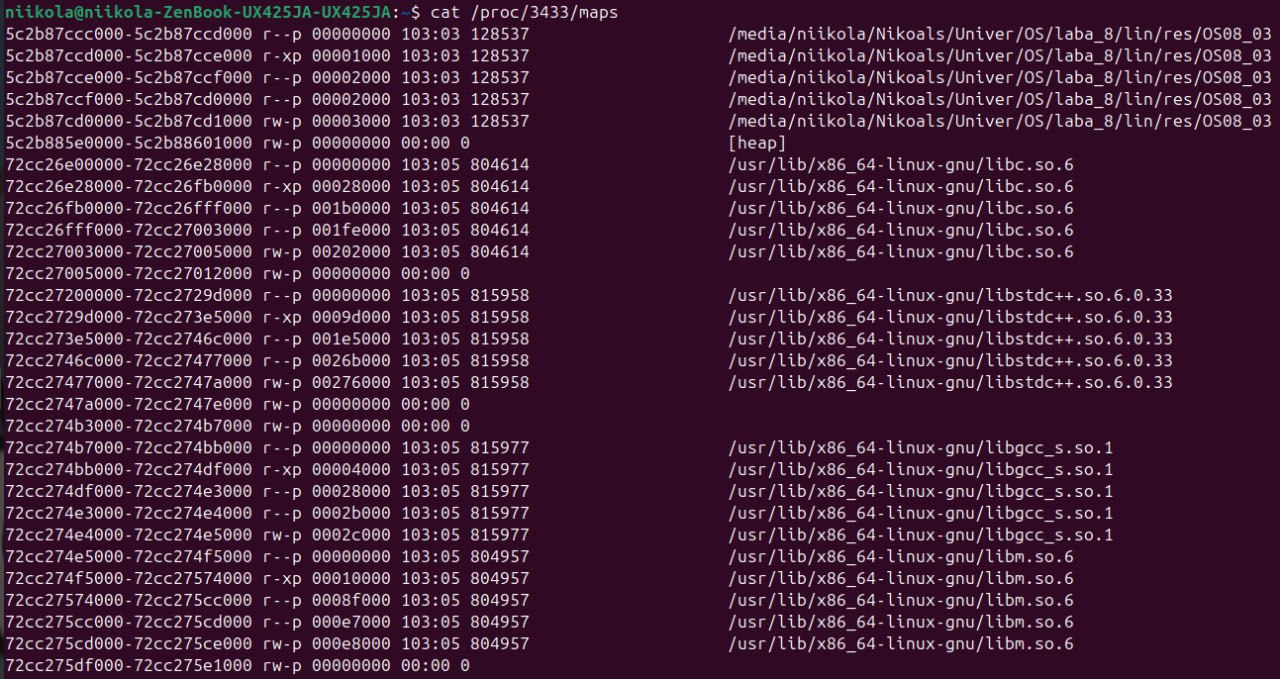 niikola@niikola-ZenBook-UX425JA-UX425JA:~$ cat /proc/3433/maps
5c2b87ccc000-5c2b87ccd000 r--p 00000000 103:03 128537 /media/niikola/Nikoals/Univer/OS/laba_8/lin/res/OS08_03
5c2b87ccd000-5c2b87cce000 r-xp 00001000 103:03 128537 /media/niikola/Nikoals/Univer/OS/laba_8/lin/res/OS08_03
5c2b87cce000-5c2b87ccf000 r--p 00002000 103:03 128537 /media/niikola/Nikoals/Univer/OS/laba_8/lin/res/OS08_03
5c2b87ccf000-5c2b87cd0000 r--p 00002000 103:03 128537 /media/niikola/Nikoals/Univer/OS/laba_8/lin/res/OS08_03
5c2b87cd0000-5c2b87cd1000 rw-p 00003000 103:03 128537 /media/niikola/Nikoals/Univer/OS/laba_8/lin/res/OS08_03
5c2b885e0000-5c2b88601000 rw-p 00000000 00:00 0 [heap]
72cc26e00000-72cc26e28000 r--p 00000000 103:05 804614 /usr/lib/x86_64-linux-gnu/libc.so.6
72cc26e28000-72cc26fb0000 r-xp 00028000 103:05 804614 /usr/lib/x86_64-linux-gnu/libc.so.6
72cc26fb0000-72cc26fff000 r--p 001b0000 103:05 804614 /usr/lib/x86_64-linux-gnu/libc.so.6
72cc26fff000-72cc27003000 r--p 001fe000 103:05 804614 /usr/lib/x86_64-linux-gnu/libc.so.6
72cc27003000-72cc27005000 rw-p 00202000 103:05 804614 /usr/lib/x86_64-linux-gnu/libc.so.6
72cc27005000-72cc27012000 rw-p 00000000 00:00 0
72cc27200000-72cc2729d000 r--p 00000000 103:05 815958 /usr/lib/x86_64-linux-gnu/libstdc++.so.6.0.33
72cc2729d000-72cc273e5000 r-xp 0009d000 103:05 815958 /usr/lib/x86_64-linux-gnu/libstdc++.so.6.0.33
72cc273e5000-72cc2746c000 r--p 001e5000 103:05 815958 /usr/lib/x86_64-linux-gnu/libstdc++.so.6.0.33
72cc2746c000-72cc27477000 r--p 0026b000 103:05 815958 /usr/lib/x86_64-linux-gnu/libstdc++.so.6.0.33
72cc27477000-72cc2747a000 rw-p 00276000 103:05 815958 /usr/lib/x86_64-linux-gnu/libstdc++.so.6.0.33
72cc2747a000-72cc2747e000 rw-p 00000000 00:00 0
72cc274b3000-72cc274b7000 rw-p 00000000 00:00 0
72cc274b7000-72cc274bb000 r--p 00000000 103:05 815977 /usr/lib/x86_64-linux-gnu/libgcc_s.so.1
72cc274bb000-72cc274df000 r-xp 00004000 103:05 815977 /usr/lib/x86_64-linux-gnu/libgcc_s.so.1
72cc274df000-72cc274e3000 r--p 00028000 103:05 815977 /usr/lib/x86_64-linux-gnu/libgcc_s.so.1
72cc274e3000-72cc274e4000 r--p 0002b000 103:05 815977 /usr/lib/x86_64-linux-gnu/libgcc_s.so.1
72cc274e4000-72cc274e5000 rw-p 0002c000 103:05 815977 /usr/lib/x86_64-linux-gnu/libgcc_s.so.1
72cc274e5000-72cc274f5000 r--p 00000000 103:05 804957 /usr/lib/x86_64-linux-gnu/libm.so.6
72cc274f5000-72cc27574000 r-xp 00010000 103:05 804957 /usr/lib/x86_64-linux-gnu/libm.so.6
72cc27574000-72cc275cc000 r--p 0008f000 103:05 804957 /usr/lib/x86_64-linux-gnu/libm.so.6
72cc275cc000-72cc275cd000 r--p 000e7000 103:05 804957 /usr/lib/x86_64-linux-gnu/libm.so.6
72cc275cd000-72cc275ce000 rw-p 000e8000 103:05 804957 /usr/lib/x86_64-linux-gnu/libm.so.6
72cc275df000-72cc275e1000 rw-p 00000000 00:00 0